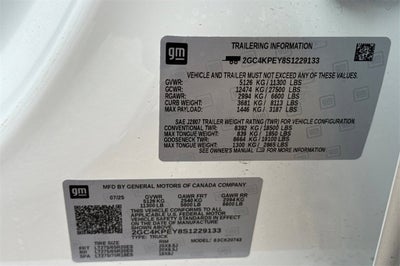 gm
TRAILERING INFORMATION
2GC4KPEY8S1229133
VEHICLE AND TRAILER MUST NOT EXCEED ANY OF THESE VALUES
GVWR: 5126 KG / 11300 LBS
GCWR: 12474 KG / 27500 LBS
RGAWR: 2994 KG / 6600 LBS
CURB WEIGHT: 3681 KG / 8113 LBS
MAX PAYLOAD: 1446 KG / 3187 LBS
SAE J2807 TRAILER WEIGHT RATING (TWR) FOR VEHICLE CONFIGURATION.
CONVENTIONAL TWR: 8392 KG / 18500 LBS
MAX TONGUE WEIGHT: 839 KG / 1850 LBS
GOOSENECK TWR: 8664 KG / 19100 LBS
MAX TONGUE WEIGHT: 1300 KG / 2865 LBS
SEE OWNER'S MANUAL
gm
MFD BY GENERAL MOTORS OF CANADA COMPANY
07/25 GVWR GAWR FRT GAWR RR
5126 KG 2540 KG 2994 KG
11300 LB 5600 LB 6600 LB
2GC4KPEY8S1229133
TYPE: TRUCK